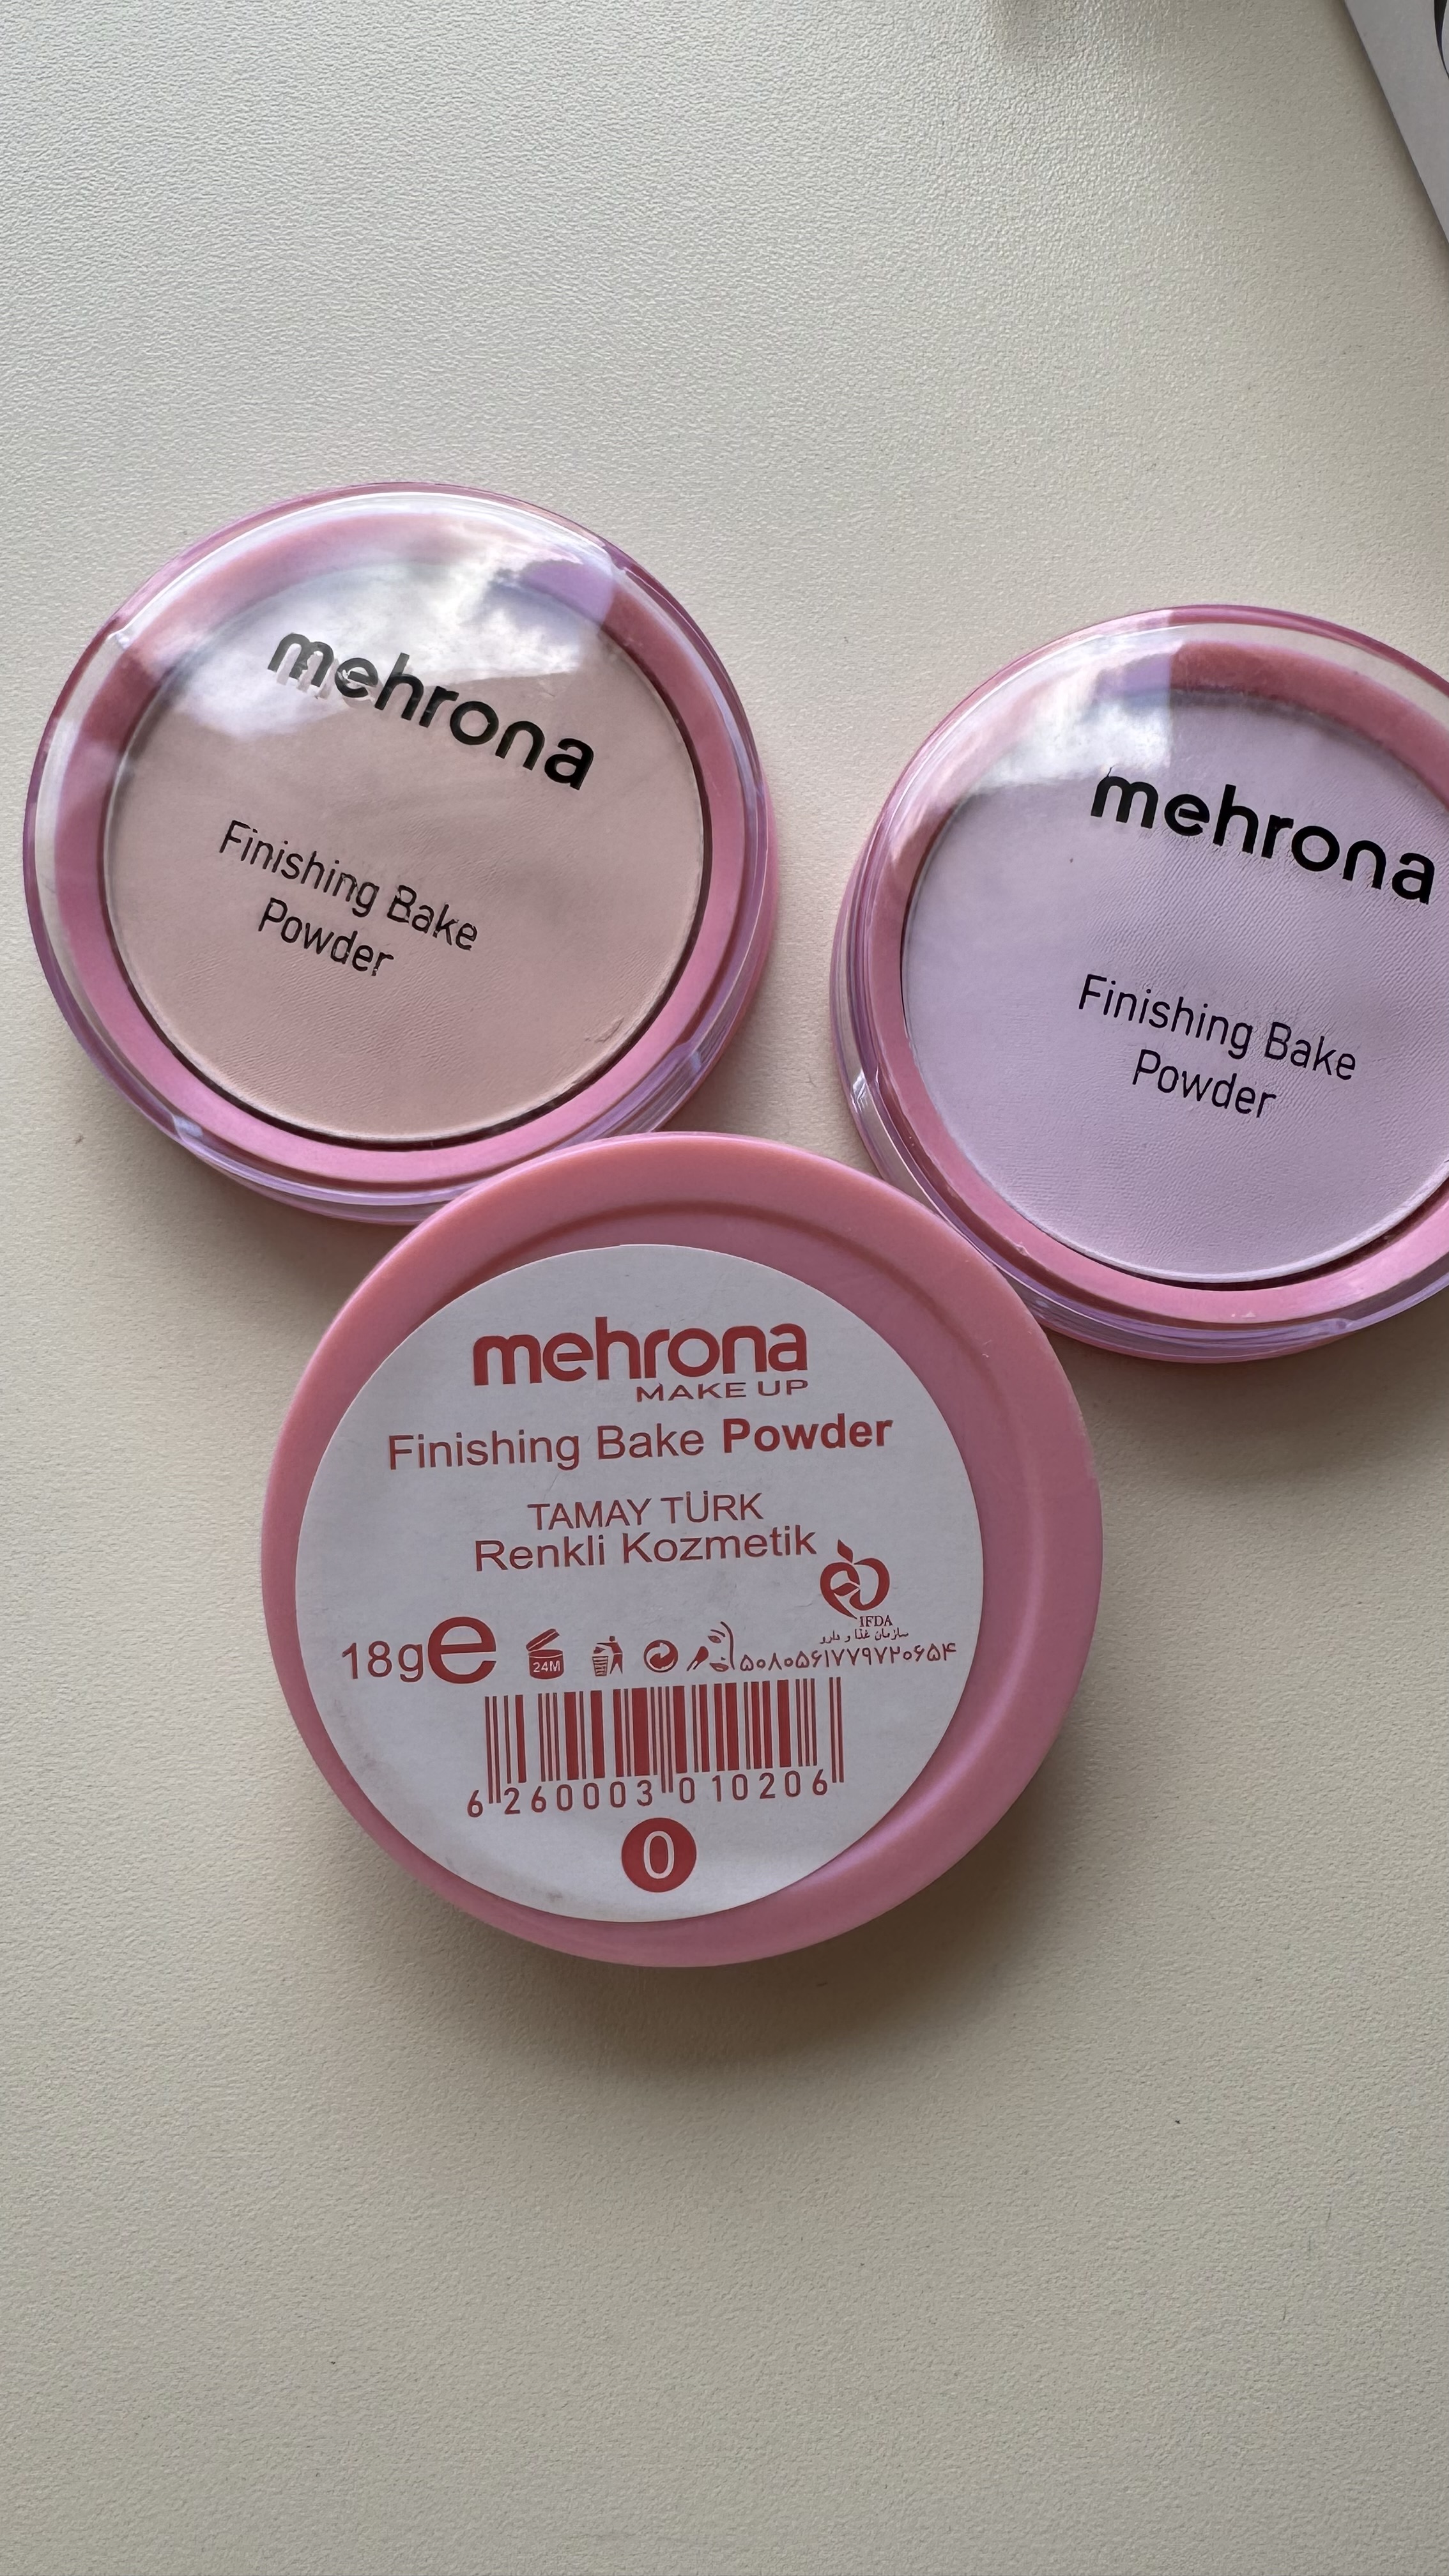 mehrona
Finishing Bake
Powder
mehrona
Finishing Bake
Powder
mehrona
MAKE UP
Finishing Bake Powder
TAMAY TÜRK
Renkli Kozmetik
IFDA
سازمان غذا و دارو
18g e
24M
۵۰۸۰۵۶۱۷۷۹۷۲۰۶۵۴
6 260003 010206
0